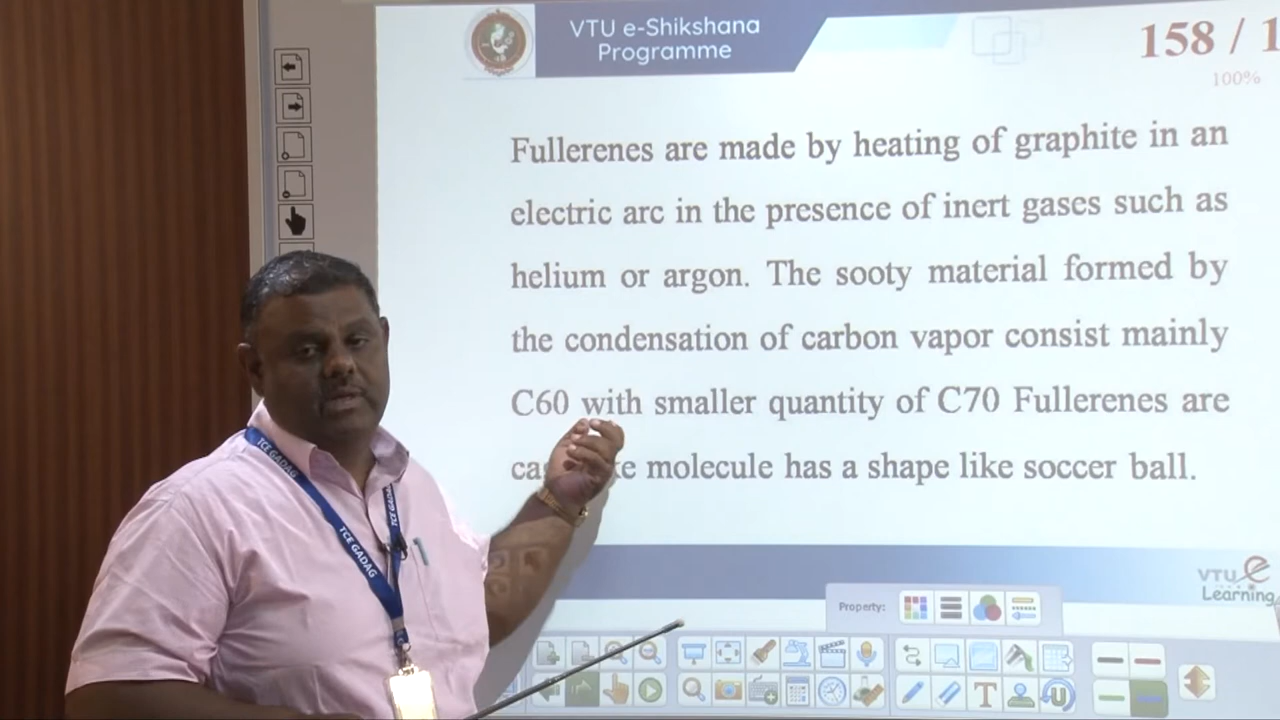 VTU e-Shikshana
Programme
158 / 1
100%
Fullerenes are made by heating of graphite in an
electric arc in the presence of inert gases such as
helium or argon. The sooty material formed by
the condensation of carbon vapor consist mainly
C60 with smaller quantity of C70 Fullerenes are
molecule has a shape like soccer ball.
TCE GADAG
TCE GADAG
TCE GADAG
VTU e
Learning
Property: